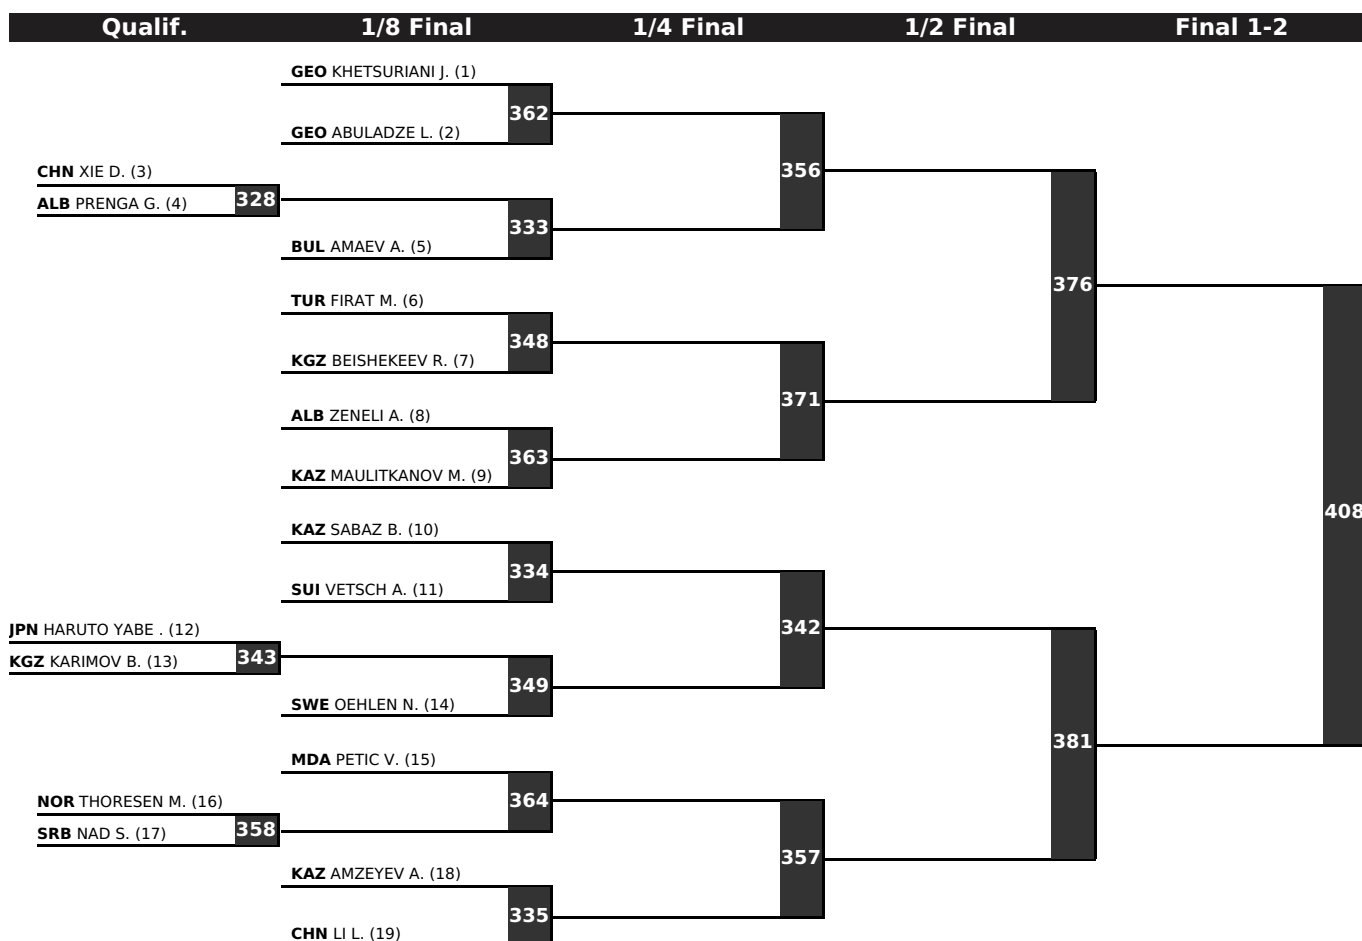 Qualif. 1/8 Final 1/4 Final 1/2 Final Final 1-2
GEO KHETSURIANI J. (1)
362
GEO ABULADZE L. (2)
356
CHN XIE D. (3)
328
ALB PRENGA G. (4)
333
BUL AMAEV A. (5)
376
TUR FIRAT M. (6)
348
KGZ BEISHEKEEV R. (7)
371
ALB ZENELI A. (8)
363
KAZ MAULITKANOV M. (9)
408
KAZ SABAZ B. (10)
334
SUI VETSCH A. (11)
342
JPN HARUTO YABE . (12)
343
KGZ KARIMOV B. (13)
349
SWE OEHLEN N. (14)
381
MDA PETIC V. (15)
364
NOR THORESEN M. (16)
358
SRB NAD S. (17)
357
KAZ AMZEYEV A. (18)
335
CHN LI L. (19)